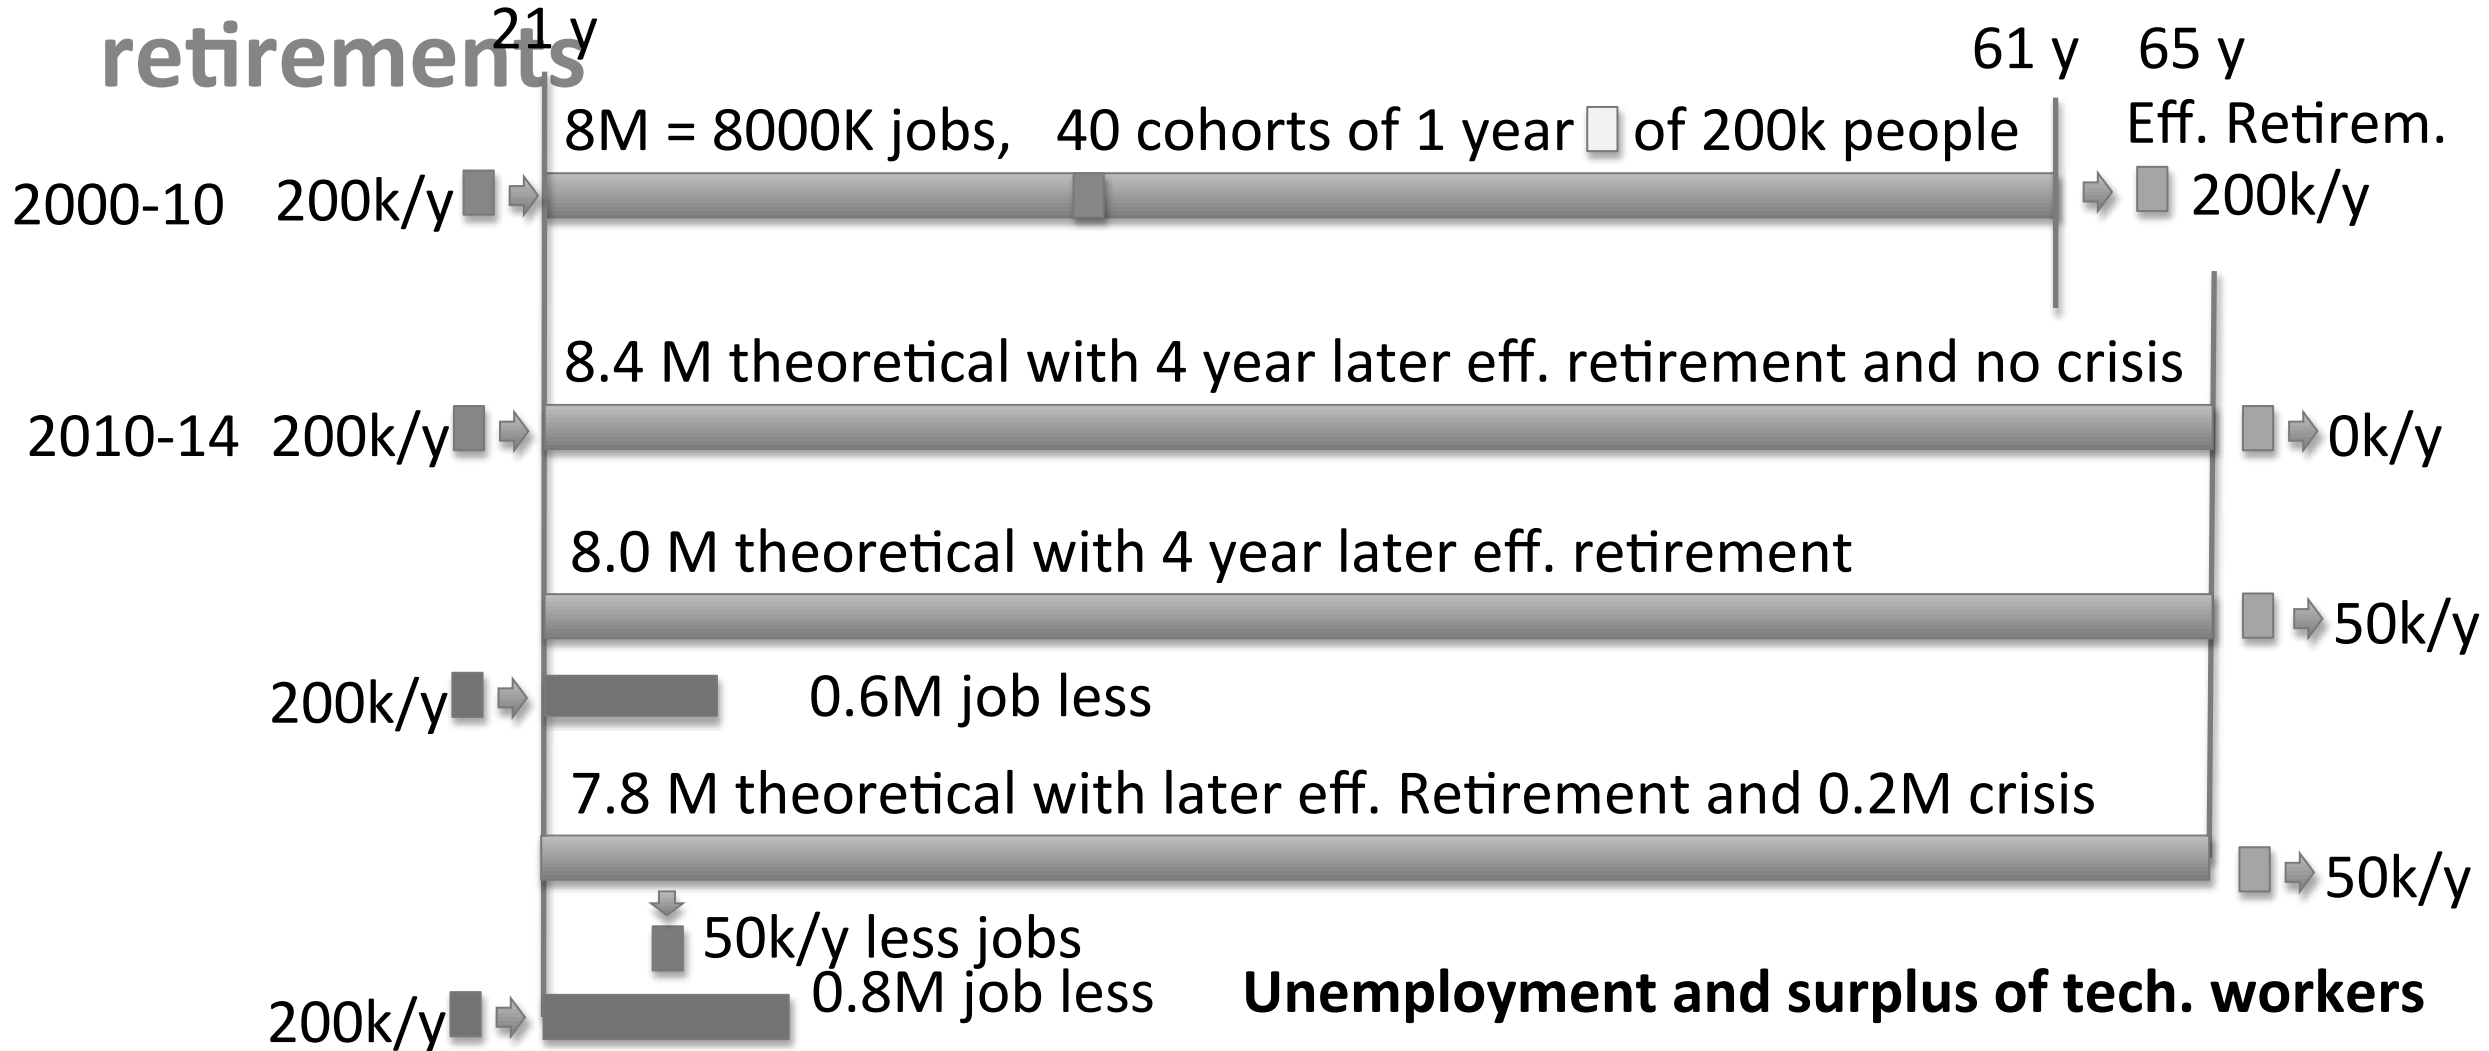 retirements
21 y
61 y 65 y
8M = 8000K jobs, 40 cohorts of 1 year of 200k people
Eff. Retirem.
2000-10 200k/y 200k/y
8.4 M theoretical with 4 year later eff. retirement and no crisis
2010-14 200k/y 0k/y
8.0 M theoretical with 4 year later eff. retirement
50k/y
200k/y 0.6M job less
7.8 M theoretical with later eff. Retirement and 0.2M crisis
50k/y
50k/y less jobs
200k/y 0.8M job less Unemployment and surplus of tech. workers